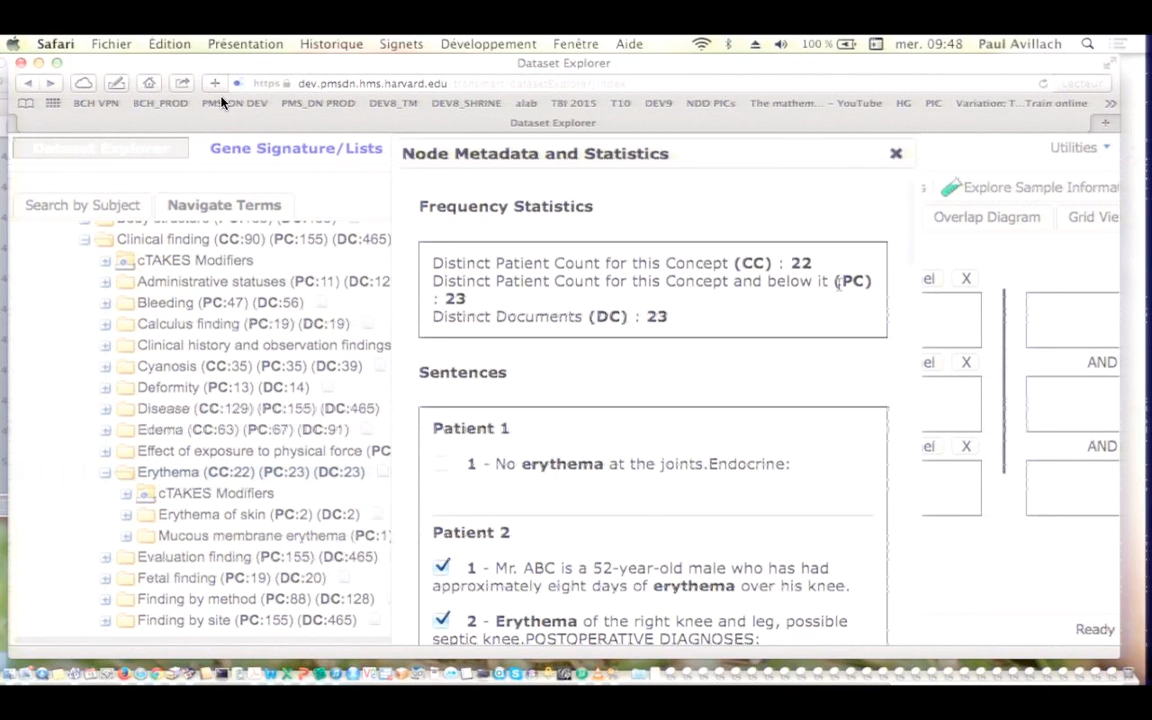 Safari Fichier Édition Présentation Historique Signets Développement Fenêtre Aide 100 % mer. 09:48 Paul Avillach
Dataset Explorer
https dev.pmsdn.hms.harvard.edu Lecteur
BCH VPN BCH_PROD PMS_DN DEV PMS_DN PROD DEV8_TM DEV8_SHRINE alab TBI 2015 T10 DEV9 NDD PICs The mathem... – YouTube HG PIC Variation: T...Train online
Dataset Explorer
Dataset Explorer Gene Signature/Lists Utilities
Search by Subject Navigate Terms
Clinical finding (CC:90) (PC:155) (DC:465)
cTAKES Modifiers
Administrative statuses (PC:11) (DC:12
Bleeding (PC:47) (DC:56)
Calculus finding (PC:19) (DC:19)
Clinical history and observation findings
Cyanosis (CC:35) (PC:35) (DC:39)
Deformity (PC:13) (DC:14)
Disease (CC:129) (PC:155) (DC:465)
Edema (CC:63) (PC:67) (DC:91)
Effect of exposure to physical force (PC
Erythema (CC:22) (PC:23) (DC:23)
cTAKES Modifiers
Erythema of skin (PC:2) (DC:2)
Mucous membrane erythema (PC:1
Evaluation finding (PC:155) (DC:465)
Fetal finding (PC:19) (DC:20)
Finding by method (PC:88) (DC:128)
Finding by site (PC:155) (DC:465)
Node Metadata and Statistics
Frequency Statistics
Distinct Patient Count for this Concept (CC) : 22
Distinct Patient Count for this Concept and below it (PC)
: 23
Distinct Documents (DC) : 23
Sentences
Patient 1
1 - No erythema at the joints.Endocrine:
Patient 2
1 - Mr. ABC is a 52-year-old male who has had
approximately eight days of erythema over his knee.
2 - Erythema of the right knee and leg, possible
septic knee.POSTOPERATIVE DIAGNOSES:
s Explore Sample Informat
Overlap Diagram Grid Vie
el X
el X AND
el X AND
Ready